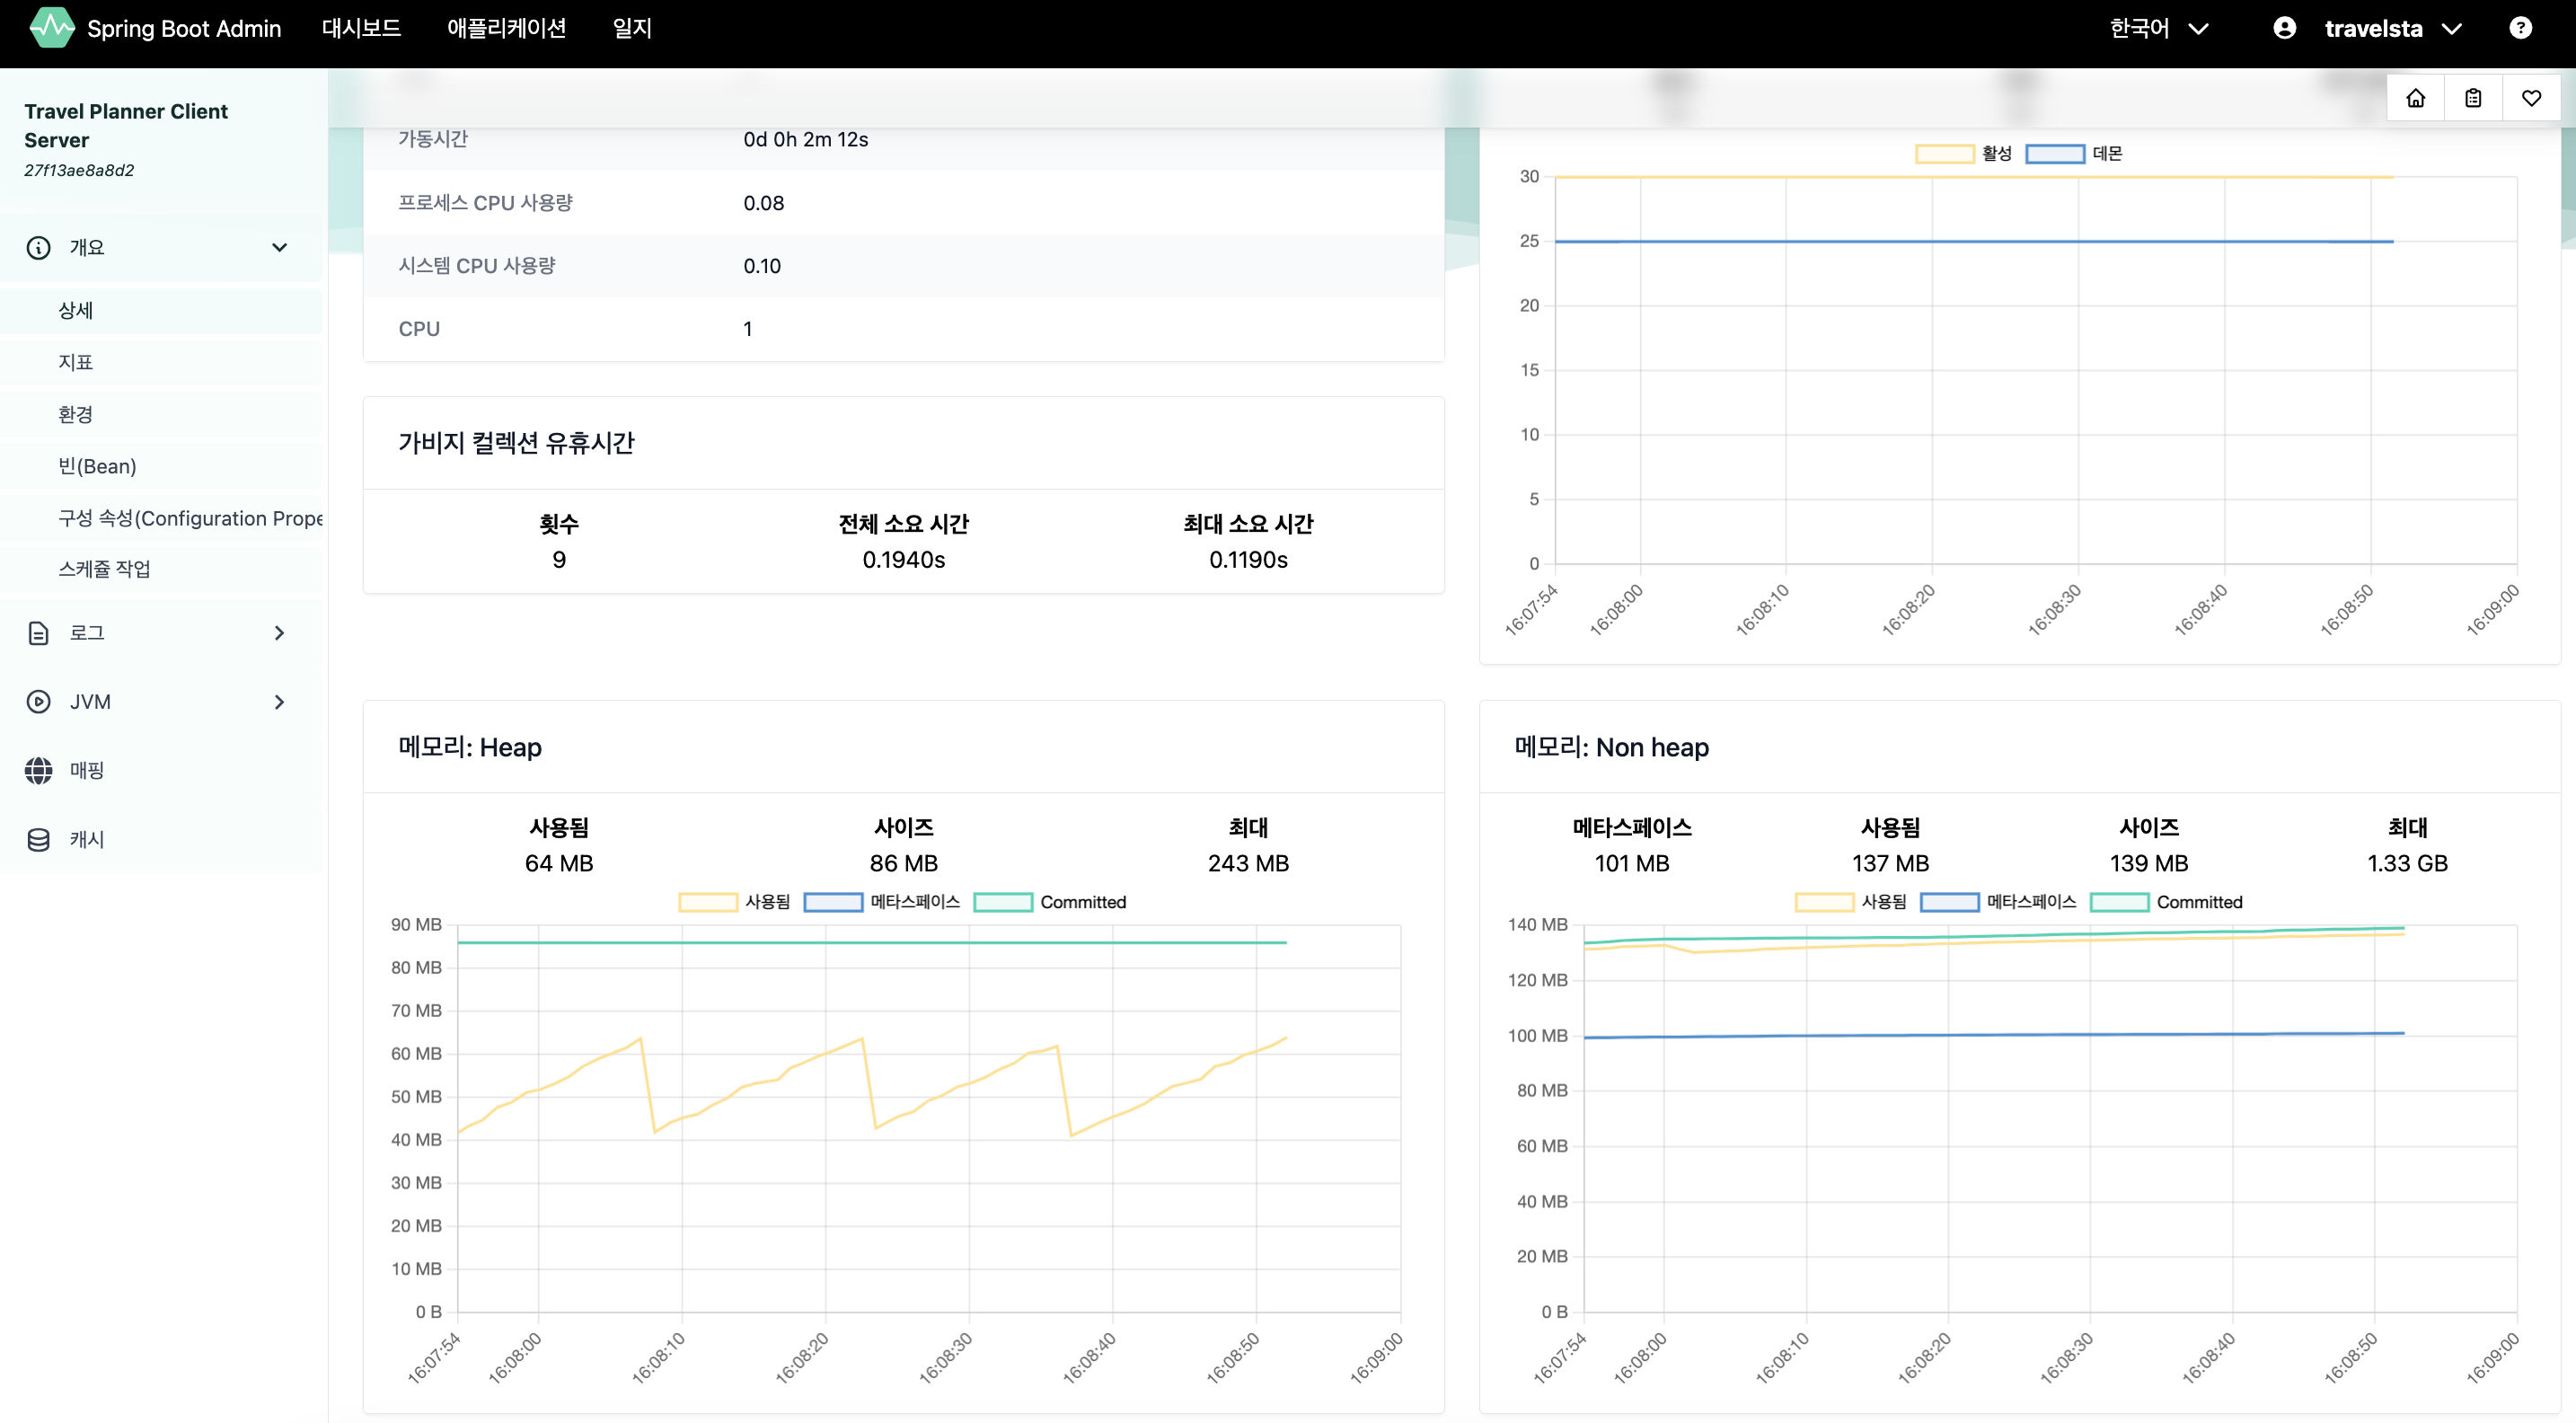 Spring Boot Admin 대시보드 애플리케이션 일지 한국어 travelsta
Travel Planner Client
Server
27f13ae8a8d2
개요
상세
지표
환경
빈(Bean)
구성 속성(Configuration Prope
스케쥴 작업
로그
JVM
매핑
캐시
가동시간 0d 0h 2m 12s
프로세스 CPU 사용량 0.08
시스템 CPU 사용량 0.10
CPU 1
활성 데몬
30
25
20
15
10
5
0
16:07:54 16:08:00 16:08:10 16:08:20 16:08:30 16:08:40 16:08:50 16:09:00
가비지 컬렉션 유휴시간
횟수 전체 소요 시간 최대 소요 시간
9 0.1940s 0.1190s
메모리: Heap
사용됨 사이즈 최대
64 MB 86 MB 243 MB
사용됨 메타스페이스 Committed
90 MB
80 MB
70 MB
60 MB
50 MB
40 MB
30 MB
20 MB
10 MB
0 B
16:07:54 16:08:00 16:08:10 16:08:20 16:08:30 16:08:40 16:08:50 16:09:00
메모리: Non heap
메타스페이스 사용됨 사이즈 최대
101 MB 137 MB 139 MB 1.33 GB
사용됨 메타스페이스 Committed
140 MB
120 MB
100 MB
80 MB
60 MB
40 MB
20 MB
0 B
16:07:54 16:08:00 16:08:10 16:08:20 16:08:30 16:08:40 16:08:50 16:09:00